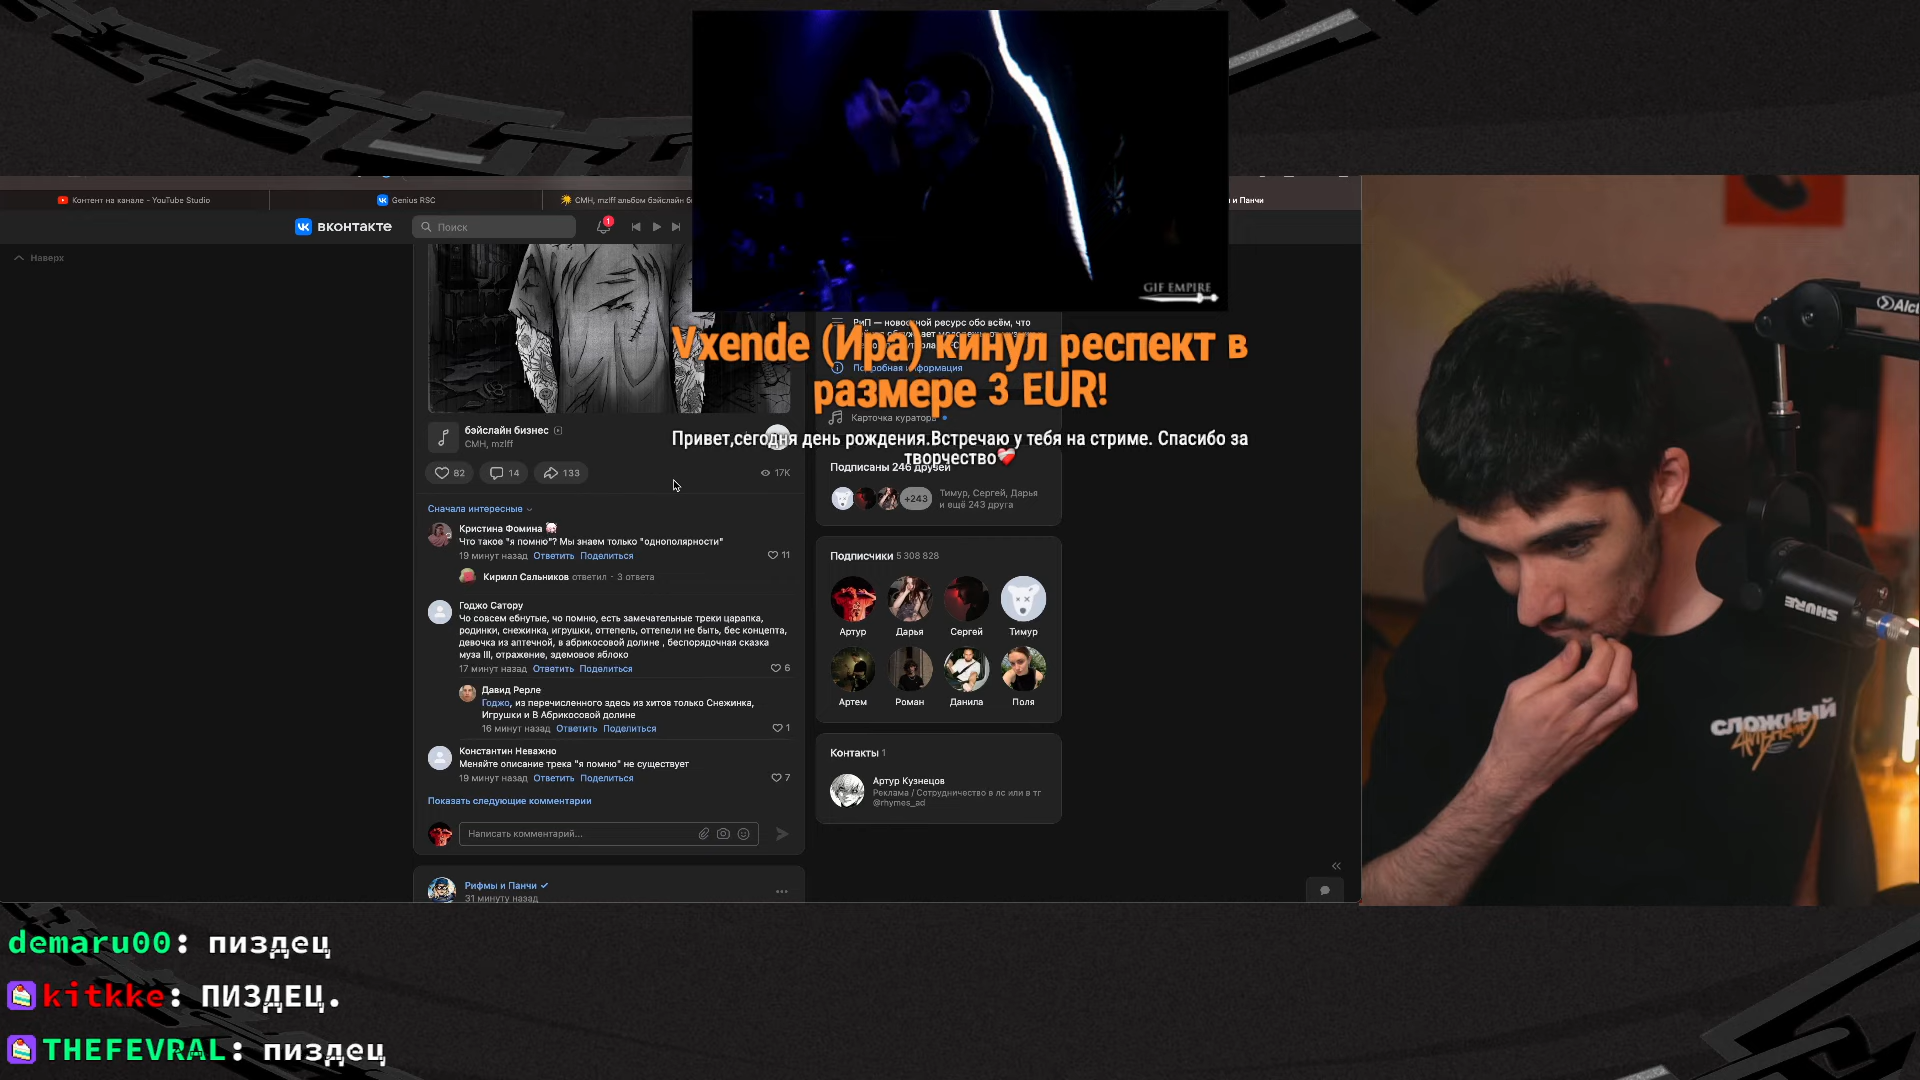 GIF EMPIRE
Контент на канале - YouTube Studio
Genius RSC
СМН, mzlff альбом бэйслайн б
и Панчи
вконтакте
Поиск
1
Наверх
Vxende (Ира) кинул респект в
размере 3 EUR!
Привет,сегодня день рождения.Встречаю у тебя на стриме. Спасибо за
творчество❤️‍🩹
бэйслайн бизнес
СМН, mzlff
82
14
133
17K
Сначала интересные
Кристина Фомина
Что такое "я помню"? Мы знаем только "однополярности"
19 минут назад Ответить Поделиться
11
Кирилл Сальников ответил · 3 ответа
Годжо Сатору
Чо совсем ебнутые, чо помню, есть замечательные треки царапка,
родинки, снежинка, игрушки, оттепель, оттепели не быть, бес концепта,
девочка из аптечной, в абрикосовой долине , беспорядочная сказка
муза III, отражение, эдемовое яблоко
17 минут назад Ответить Поделиться
6
Давид Рерле
Годжо, из перечисленного здесь из хитов только Снежинка,
Игрушки и В Абрикосовой долине
16 минут назад Ответить Поделиться
1
Константин Неважно
Меняйте описание трека "я помню" не существует
19 минут назад Ответить Поделиться
7
Показать следующие комментарии
Написать комментарий...
Рифмы и Панчи
31 минуту назад
РиП — новостной ресурс обо всём, что
Подробная информация
Карточка куратора
Подписаны 246 друзей
+243
Тимур, Сергей, Дарья
и ещё 243 друга
Подписчики 5 308 828
Артур
Дарья
Сергей
Тимур
Артем
Роман
Данила
Поля
Контакты 1
Артур Кузнецов
Реклама / Сотрудничество в лс или в тг
@rhymes_ad
SHURE
СЛОЖНЫЙ
demaru00: пиздец
kitkke: ПИЗДЕЦ.
THEFEVRAL: пиздец